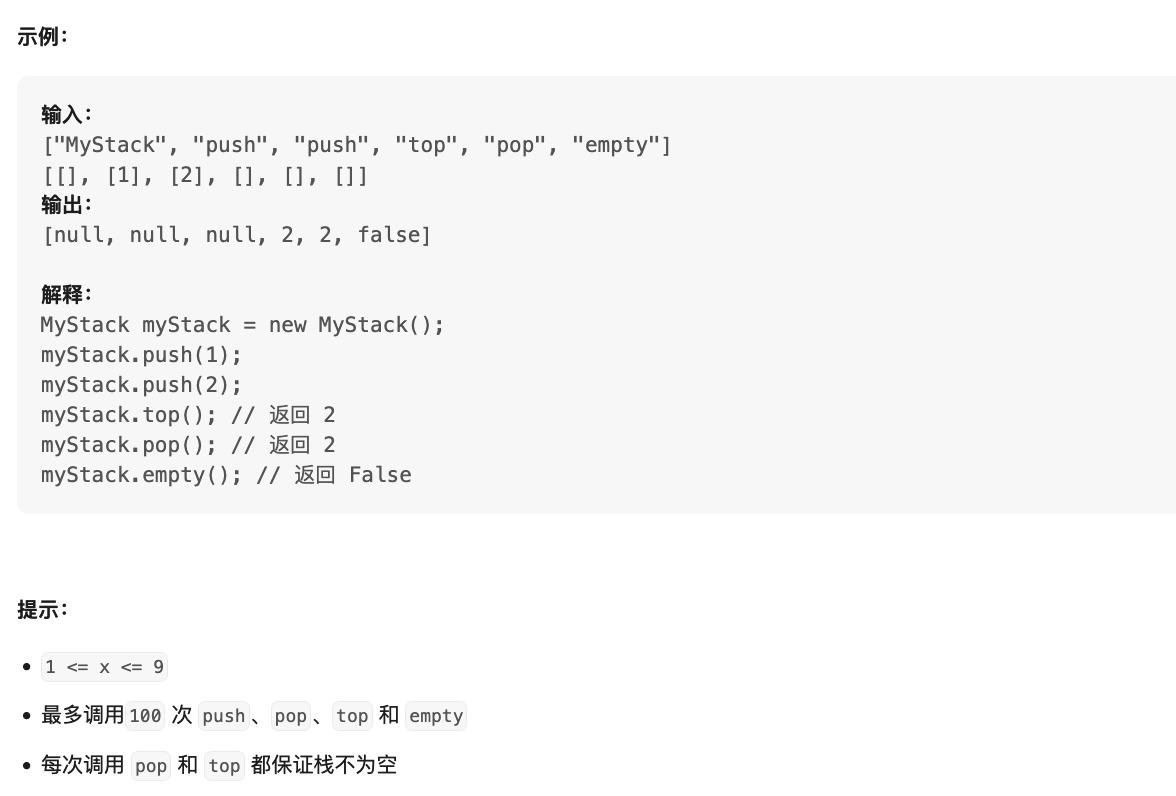 示例：
输入：
["MyStack", "push", "push", "top", "pop", "empty"]
[[], [1], [2], [], [], []]
输出：
[null, null, null, 2, 2, false]
解释：
MyStack myStack = new MyStack();
myStack.push(1);
myStack.push(2);
myStack.top(); // 返回 2
myStack.pop(); // 返回 2
myStack.empty(); // 返回 False
提示：
• 1 <= x <= 9
• 最多调用100 次 push、pop、top 和 empty
• 每次调用 pop 和 top 都保证栈不为空